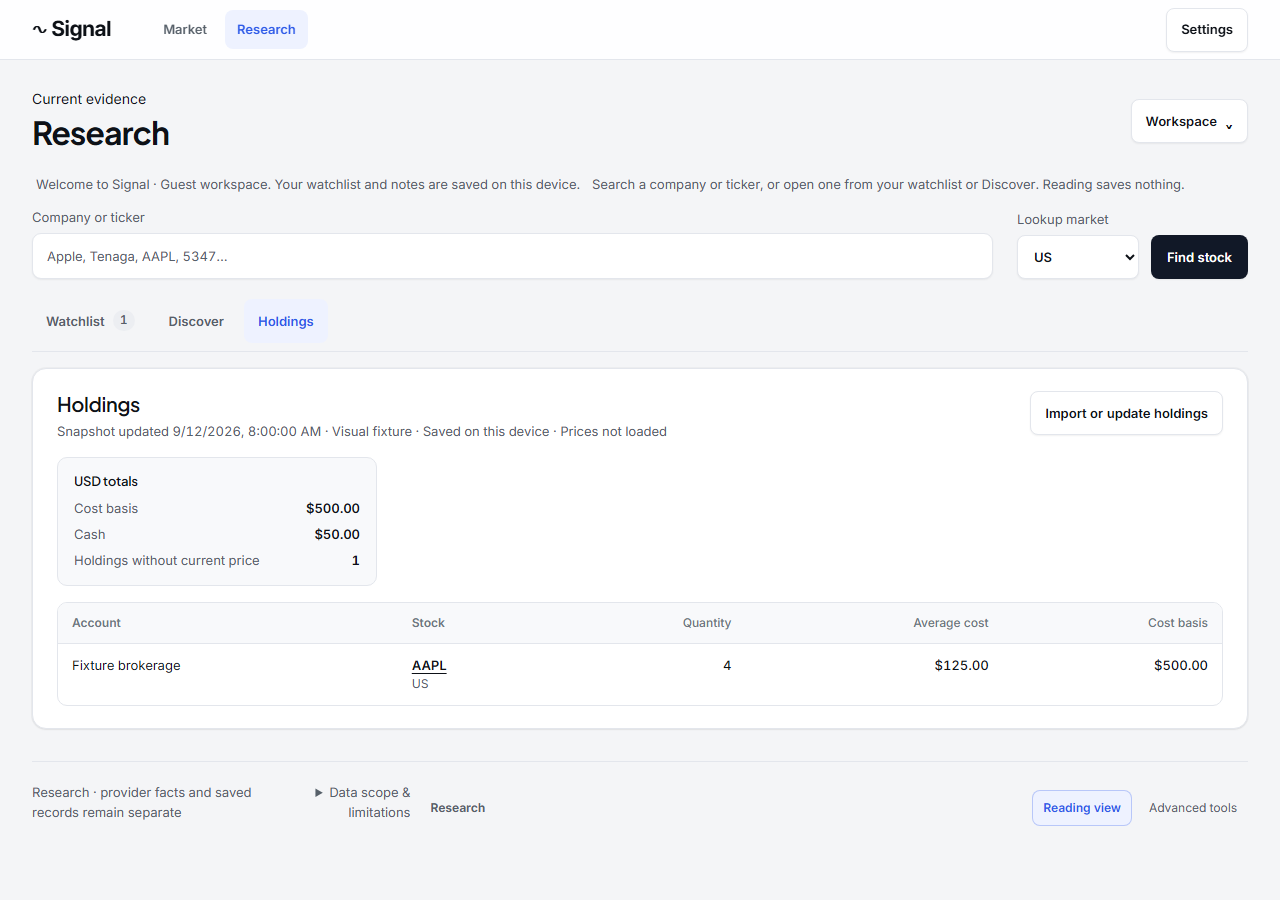 Signal
Market
Research
Settings
Current evidence
Research
Workspace
Welcome to Signal · Guest workspace. Your watchlist and notes are saved on this device. Search a company or ticker, or open one from your watchlist or Discover. Reading saves nothing.
Company or ticker
Lookup market
Apple, Tenaga, AAPL, 5347...
US
Find stock
Watchlist 1
Discover
Holdings
Holdings
Snapshot updated 9/12/2026, 8:00:00 AM · Visual fixture · Saved on this device · Prices not loaded
Import or update holdings
USD totals
Cost basis $500.00
Cash $50.00
Holdings without current price 1
Account Stock Quantity Average cost Cost basis
Fixture brokerage AAPL 4 $125.00 $500.00
US
Research · provider facts and saved
records remain separate
Data scope &
limitations
Research
Reading view
Advanced tools